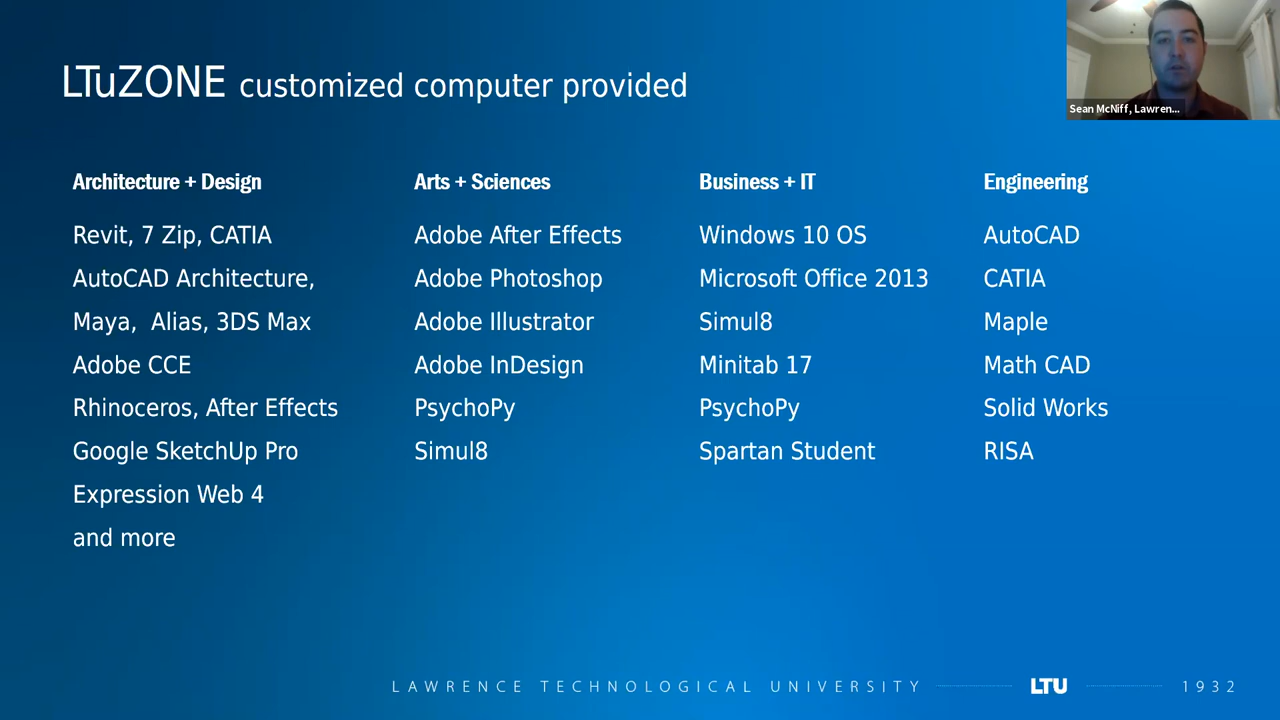 LTuZONE customized computer provided
Sean McNiff, Lawren...
Architecture + Design
Revit, 7 Zip, CATIA
AutoCAD Architecture,
Maya,  Alias, 3DS Max
Adobe CCE
Rhinoceros, After Effects
Google SketchUp Pro
Expression Web 4
and more
Arts + Sciences
Adobe After Effects
Adobe Photoshop
Adobe Illustrator
Adobe InDesign
PsychoPy
Simul8
Business + IT
Windows 10 OS
Microsoft Office 2013
Simul8
Minitab 17
PsychoPy
Spartan Student
Engineering
AutoCAD
CATIA
Maple
Math CAD
Solid Works
RISA
LAWRENCE TECHNOLOGICAL UNIVERSITY LTU 1932